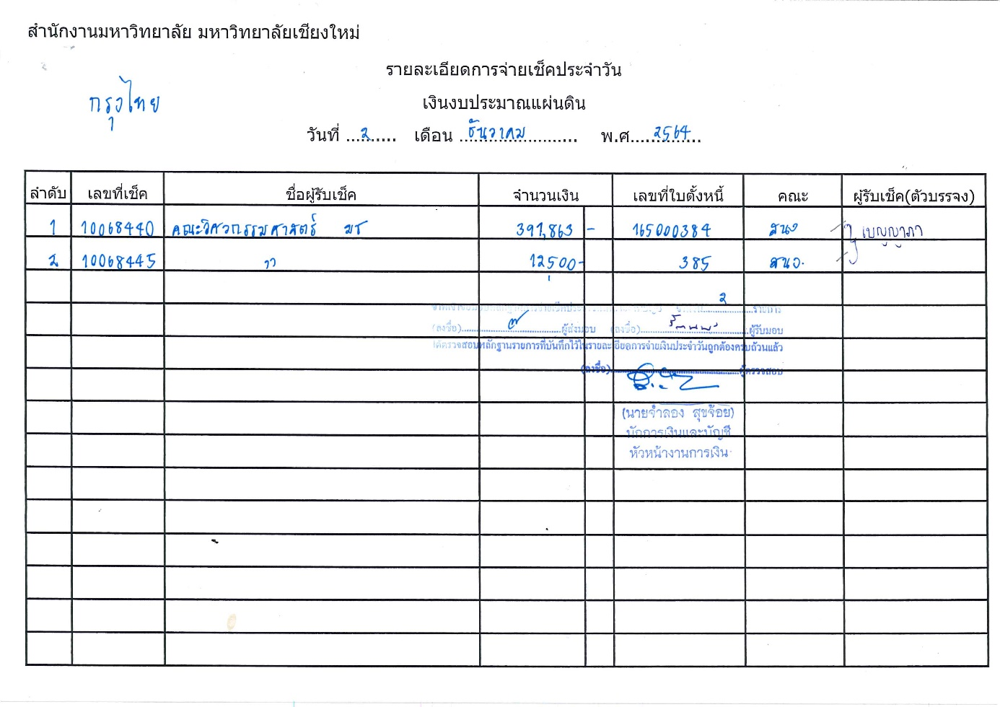 สำนักงานมหาวิทยาลัย มหาวิทยาลัยเชียงใหม่
รายละเอียดการจ่ายเช็คประจำวัน
กรุงไทย
เงินงบประมาณแผ่นดิน
วันที่ ...2....... เดือน ...ธันวาคม... พ.ศ....2564...
ลำดับ เลขที่เช็ค ชื่อผู้รับเช็ค จำนวนเงิน เลขที่ใบตั้งหนี้ คณะ ผู้รับเช็ค(ตัวบรรจง)
1 10068440 คณะวิศวกรรมศาสตร์ มช 391,863 - 165000384 สนง เบญญาภา
2 10068445 " 12,500- 385 สนง.
2 รายการ
(ลงชื่อ)..........ผู้ส่งมอบ (ลงชื่อ)..........ผู้รับมอบ
ได้ตรวจสอบหลักฐานรายการที่บันทึกไว้ในรายละเอียดการจ่ายเงินประจำวันถูกต้องครบถ้วนแล้ว
(ลงชื่อ)..........ผู้ตรวจสอบ
(นายจำลอง สุขจ้อย)
นักการเงินและบัญชี
หัวหน้างานการเงิน